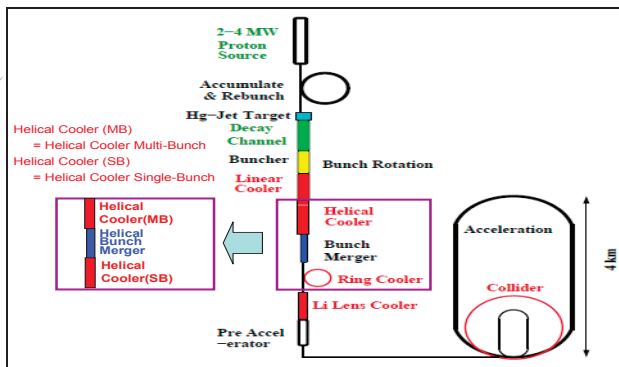 2−4 MW
Proton
Source
Accumulate
& Rebunch
Hg−Jet Target
Decay
Channel
Buncher
Bunch Rotation
Linear
Cooler
Helical Cooler (MB)
= Helical Cooler Multi-Bunch
Helical Cooler (SB)
= Helical Cooler Single-Bunch
Helical
Cooler(MB)
Helical
Bunch
Merger
Helical
Cooler(SB)
Helical
Cooler
Bunch
Merger
Ring Cooler
Li Lens Cooler
Pre Accel
−erator
Acceleration
Collider
4 km